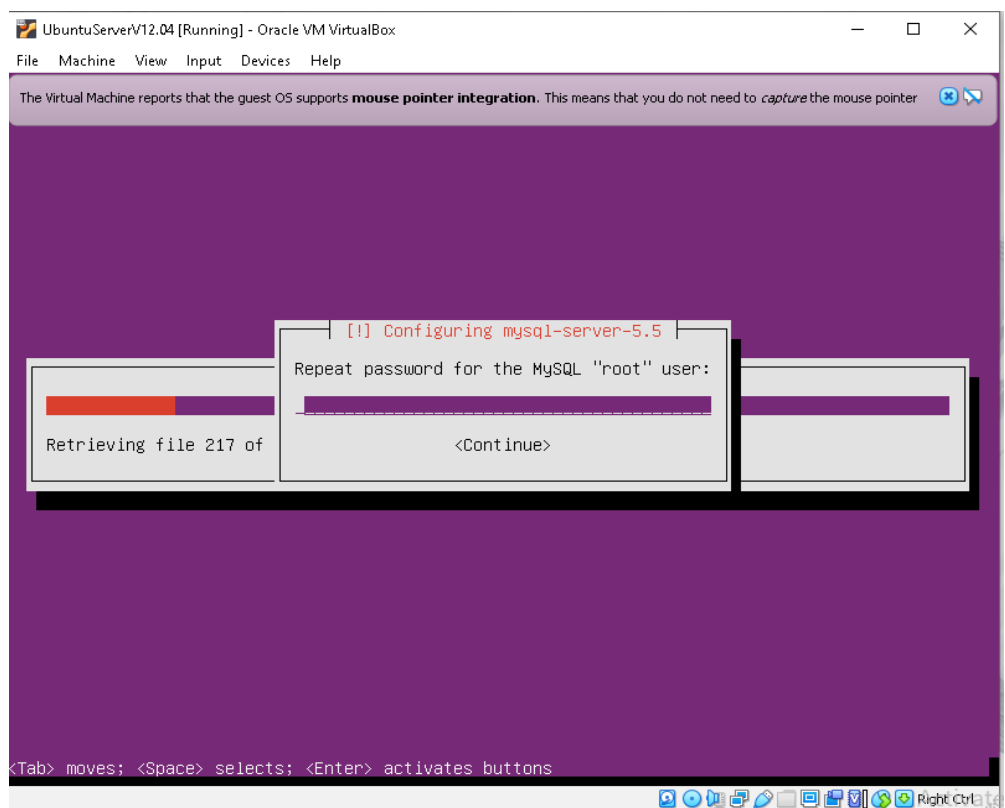 UbuntuServerV12.04 [Running] - Oracle VM VirtualBox
File Machine View Input Devices Help
The Virtual Machine reports that the guest OS supports mouse pointer integration. This means that you do not need to capture the mouse pointer
[!] Configuring mysql-server-5.5
Repeat password for the MySQL "root" user:
Retrieving file 217 of
<Continue>
<Tab> moves; <Space> selects; <Enter> activates buttons
Right Ctrl